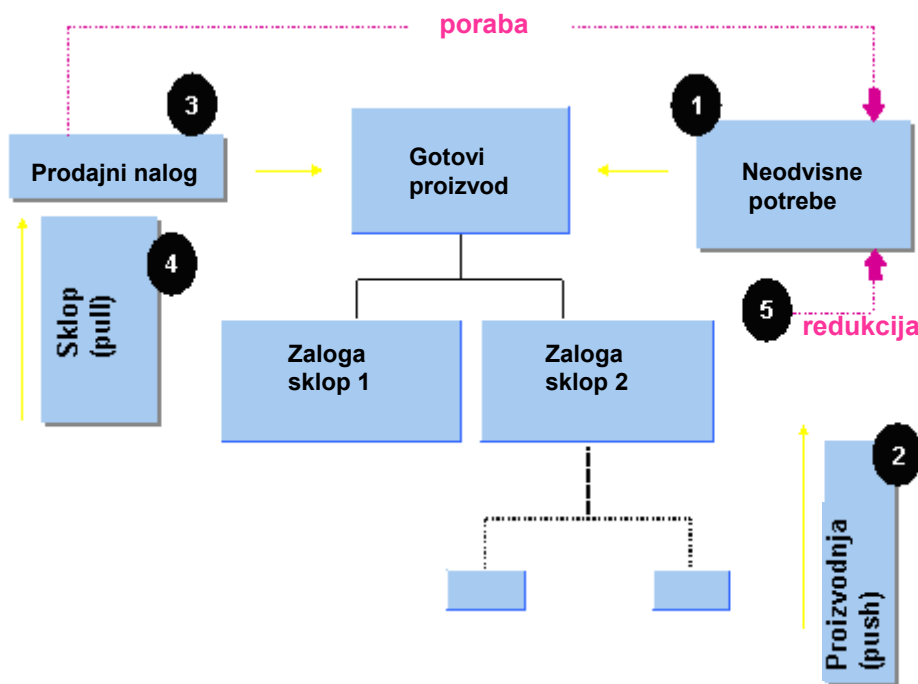 poraba
3
1
Prodajni nalog
Gotovi
proizvod
Neodvisne
potrebe
4
Sklop
(pull)
5
redukcija
Zaloga
sklop 1
Zaloga
sklop 2
2
Proizvodnja
(push)